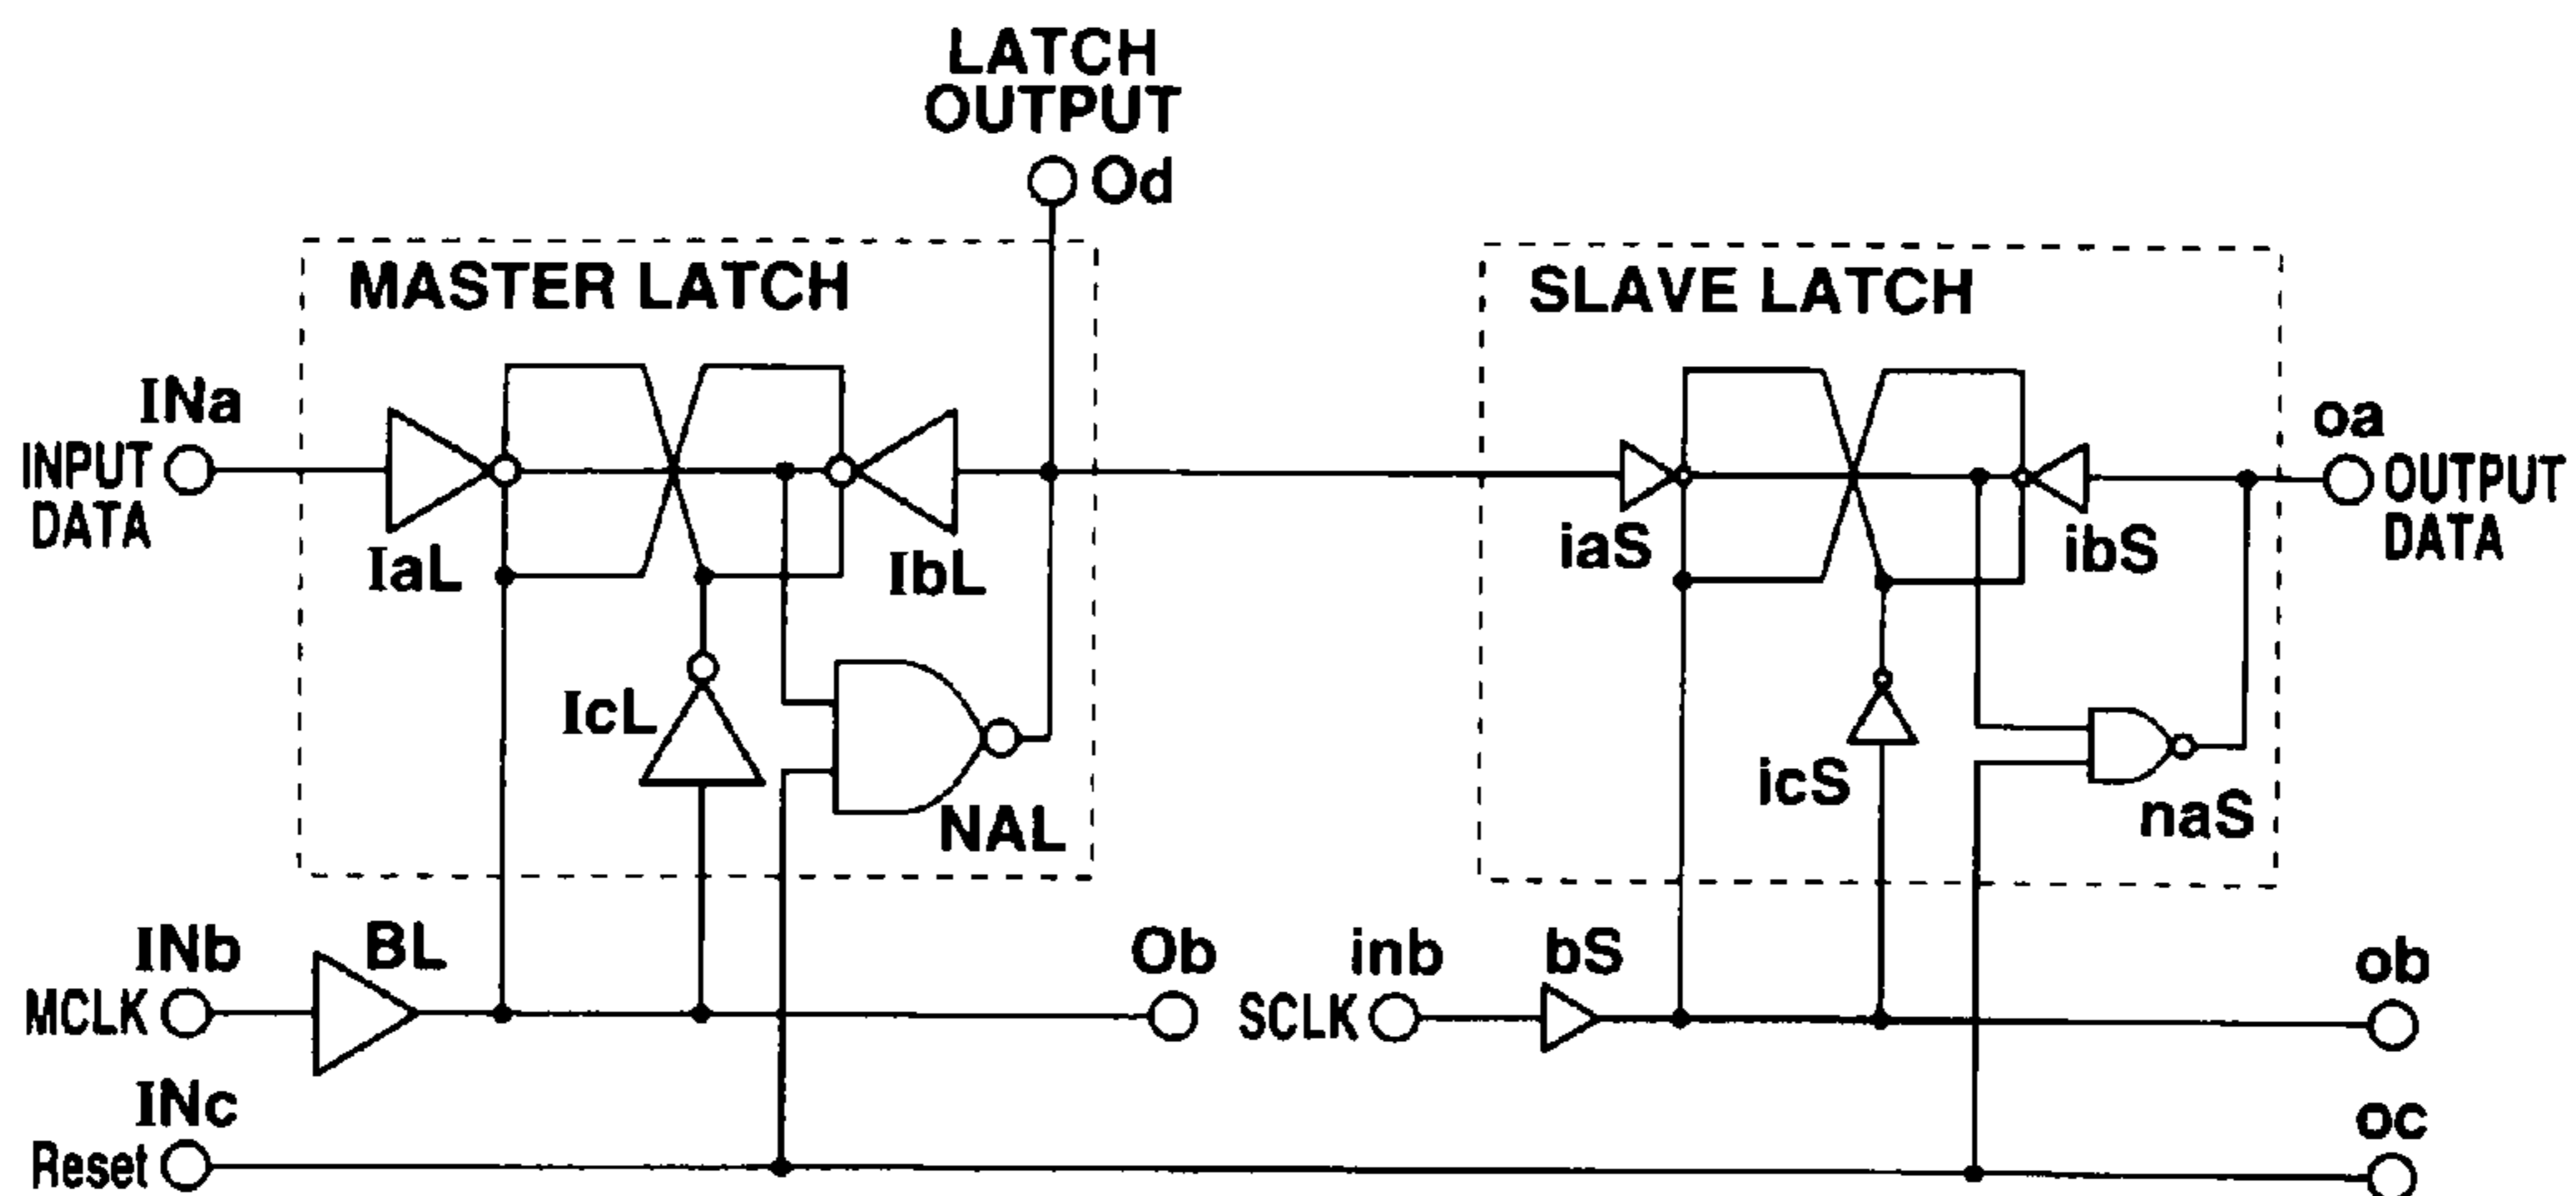 LATCH
OUTPUT
Od
MASTER LATCH
SLAVE LATCH
INa
INPUT
DATA
IaL
IbL
iaS
ibS
oa
OUTPUT
DATA
IcL
NAL
icS
naS
INb
MCLK
BL
Ob
inb
SCLK
bS
ob
INc
Reset
oc